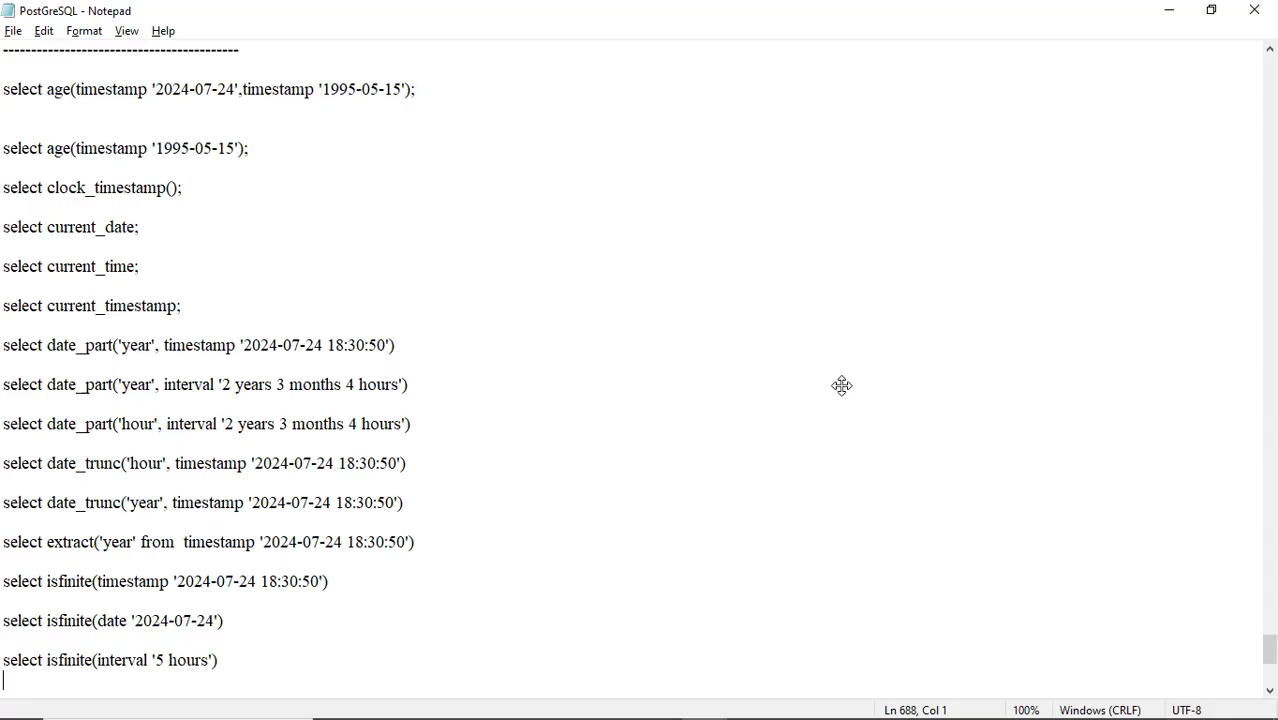 PostGreSQL - Notepad
File Edit Format View Help
------------------------------------------
select age(timestamp '2024-07-24',timestamp '1995-05-15');
select age(timestamp '1995-05-15');
select clock_timestamp();
select current_date;
select current_time;
select current_timestamp;
select date_part('year', timestamp '2024-07-24 18:30:50')
select date_part('year', interval '2 years 3 months 4 hours')
select date_part('hour', interval '2 years 3 months 4 hours')
select date_trunc('hour', timestamp '2024-07-24 18:30:50')
select date_trunc('year', timestamp '2024-07-24 18:30:50')
select extract('year' from  timestamp '2024-07-24 18:30:50')
select isfinite(timestamp '2024-07-24 18:30:50')
select isfinite(date '2024-07-24')
select isfinite(interval '5 hours')
Ln 688, Col 1 100% Windows (CRLF) UTF-8